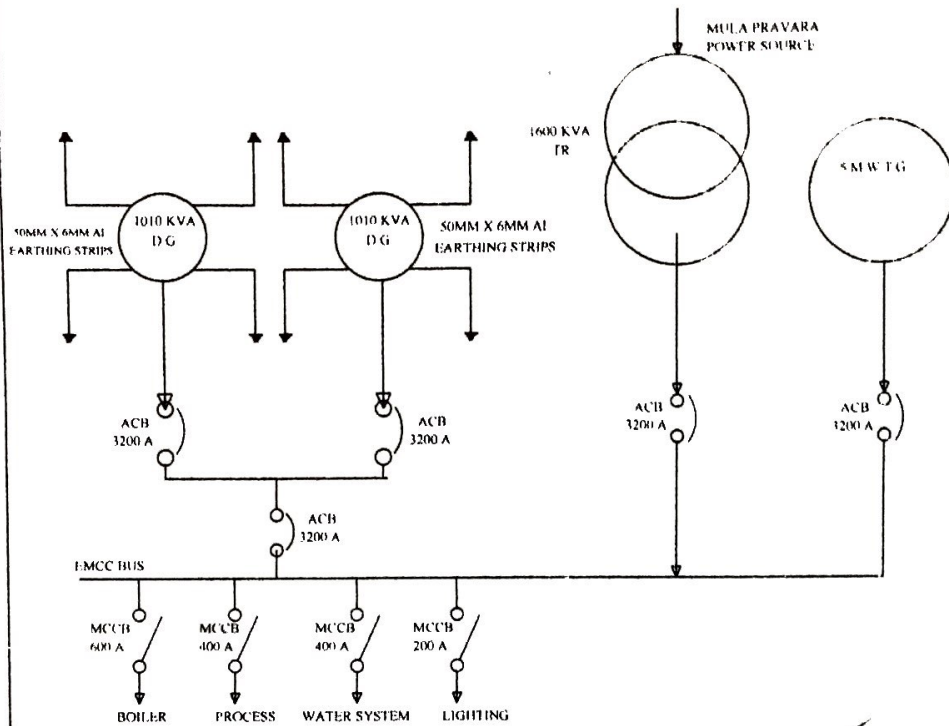 MULA PRAVARA
POWER SOURCE
1600 KVA
TR
5 M.W T.G
1010 KVA
D G
1010 KVA
D G
50MM X 6MM AI
EARTHING STRIPS
50MM X 6MM AI
EARTHING STRIPS
ACB
3200 A
ACB
3200 A
ACB
3200 A
ACB
3200 A
ACB
3200 A
EMCC BUS
MCCB
600 A
MCCB
400 A
MCCB
400 A
MCCB
200 A
BOILER
PROCESS
WATER SYSTEM
LIGHTING